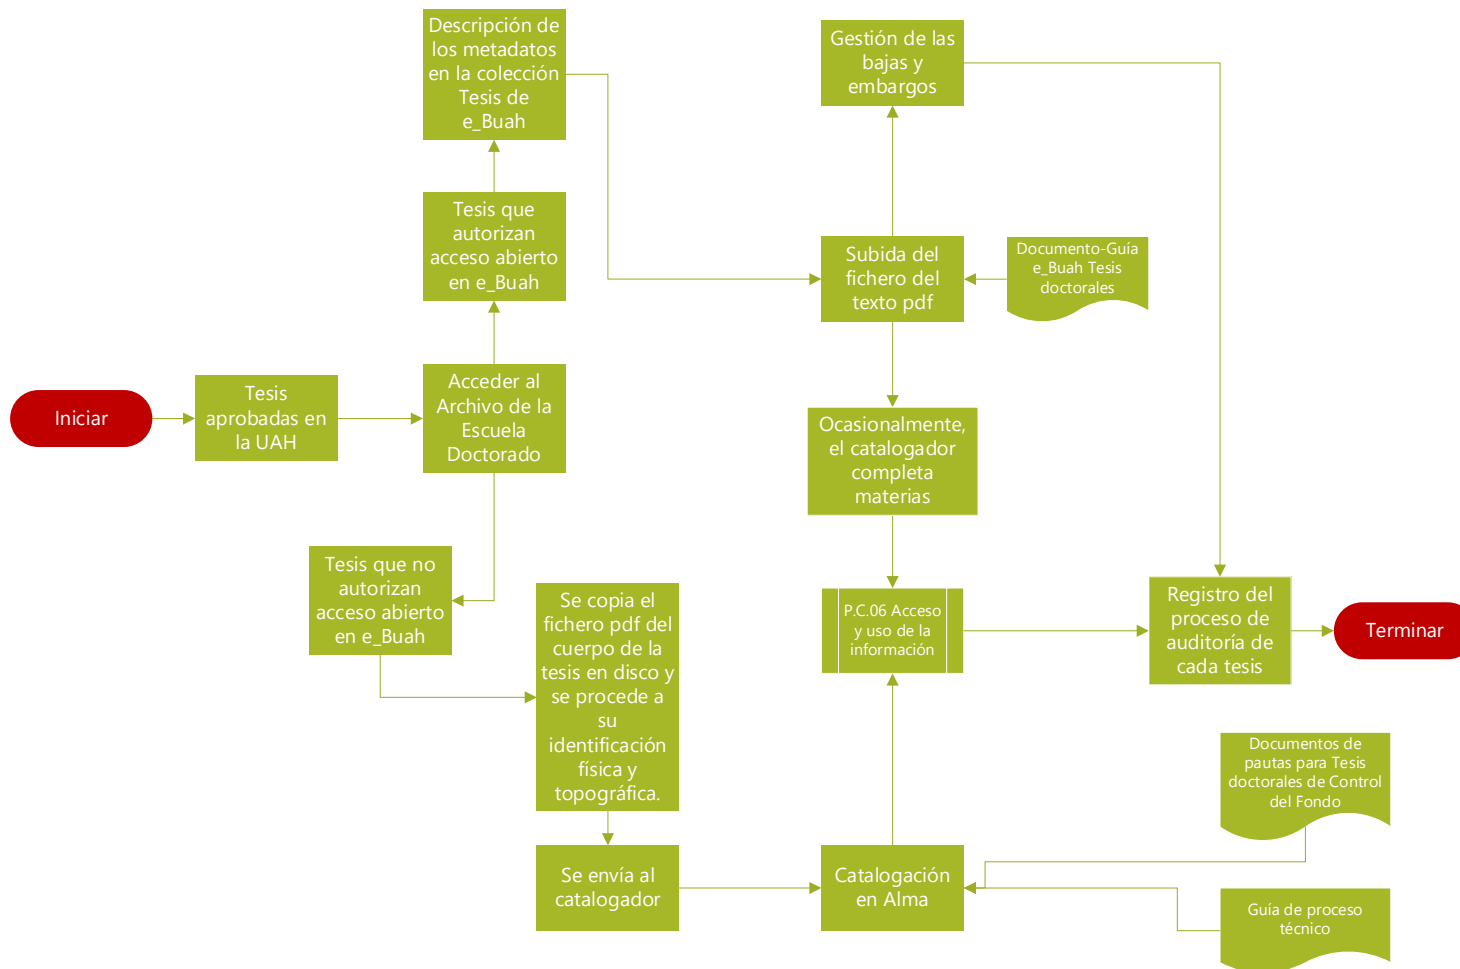 Iniciar
Tesis
aprobadas en
la UAH
Acceder al
Archivo de la
Escuela
Doctorado
Tesis que
autorizan
acceso abierto
en e_Buah
Descripción de
los metadatos
en la colección
Tesis de
e_Buah
Tesis que no
autorizan
acceso abierto
en e_Buah
Se copia el
fichero pdf del
cuerpo de la
tesis en disco y
se procede a
su
identificación
física y
topográfica.
Se envía al
catalogador
Gestión de las
bajas y
embargos
Subida del
fichero del
texto pdf
Documento-Guía
e_Buah Tesis
doctorales
Ocasionalmente,
el catalogador
completa
materias
P.C.06 Acceso
y uso de la
información
Catalogación
en Alma
Registro del
proceso de
auditoría de
cada tesis
Terminar
Documentos de
pautas para Tesis
doctorales de Control
del Fondo
Guía de proceso
técnico